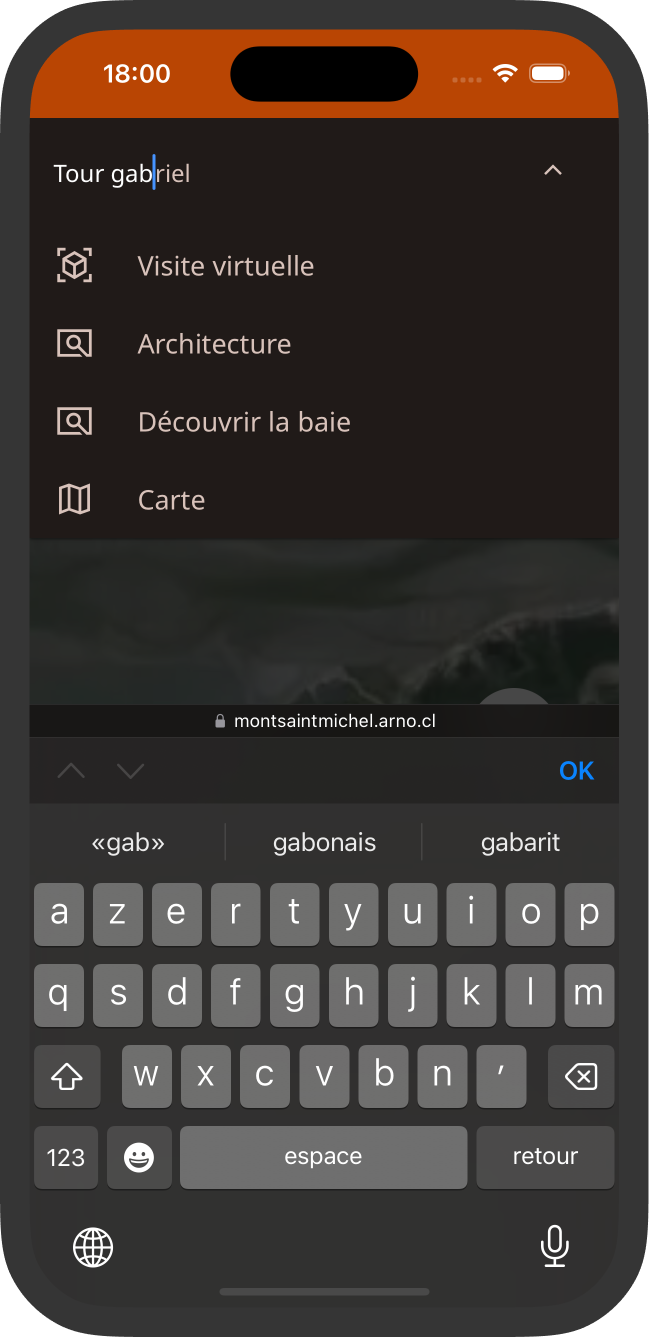 18:00
Tour gabriel
Visite virtuelle
Architecture
Découvrir la baie
Carte
montsaintmichel.arno.cl
OK
«gab» gabonais gabarit
a z e r t y u i o p
q s d f g h j k l m
w x c v b n ’
123 espace retour